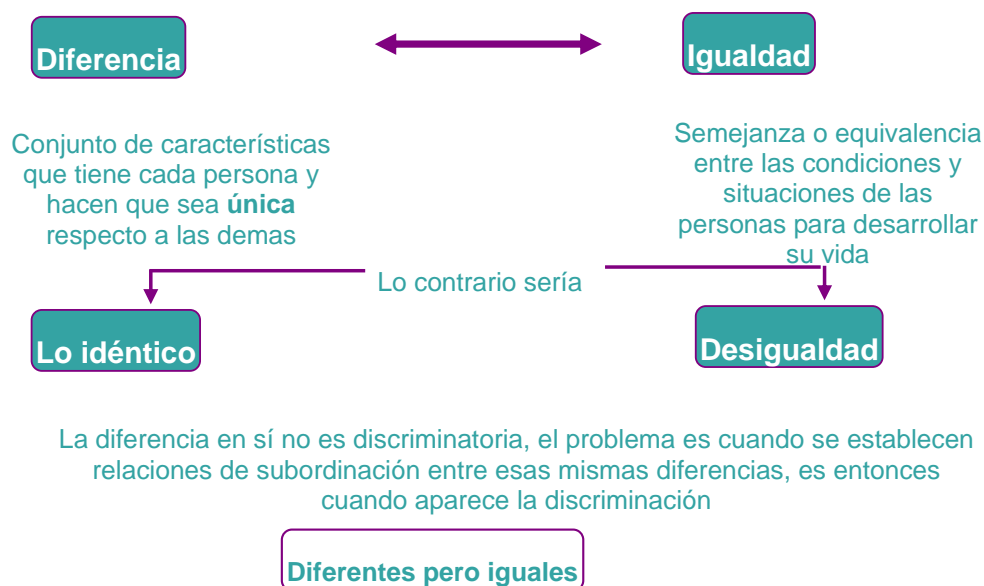 Diferencia
Igualdad
Conjunto de características
que tiene cada persona y
hacen que sea única
respecto a las demas
Semejanza o equivalencia
entre las condiciones y
situaciones de las
personas para desarrollar
su vida
Lo contrario sería
Lo idéntico
Desigualdad
La diferencia en sí no es discriminatoria, el problema es cuando se establecen
relaciones de subordinación entre esas mismas diferencias, es entonces
cuando aparece la discriminación
Diferentes pero iguales